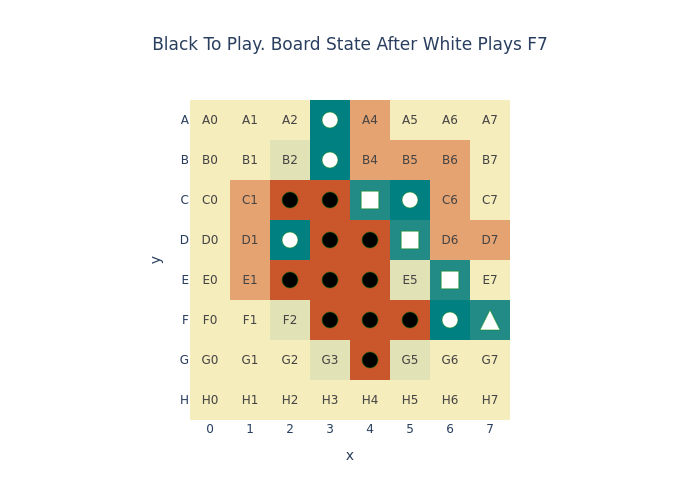 Black To Play. Board State After White Plays F7
A A0 A1 A2 A4 A5 A6 A7
B B0 B1 B2 B4 B5 B6 B7
C C0 C1 C6 C7
D D0 D1 D6 D7
E E0 E1 E5 E7
F F0 F1 F2
G G0 G1 G2 G3 G5 G6 G7
H H0 H1 H2 H3 H4 H5 H6 H7
0 1 2 3 4 5 6 7
x
y